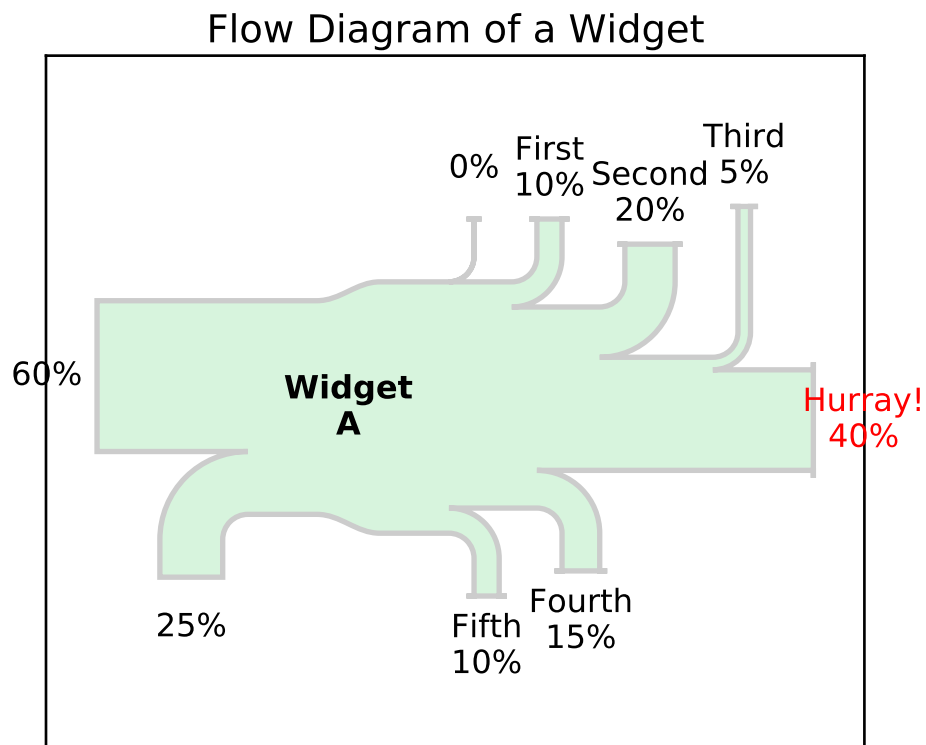 Flow Diagram of a Widget
0%
First
10%
Second
20%
Third
5%
60%
Widget
A
Hurray!
40%
25%
Fifth
10%
Fourth
15%